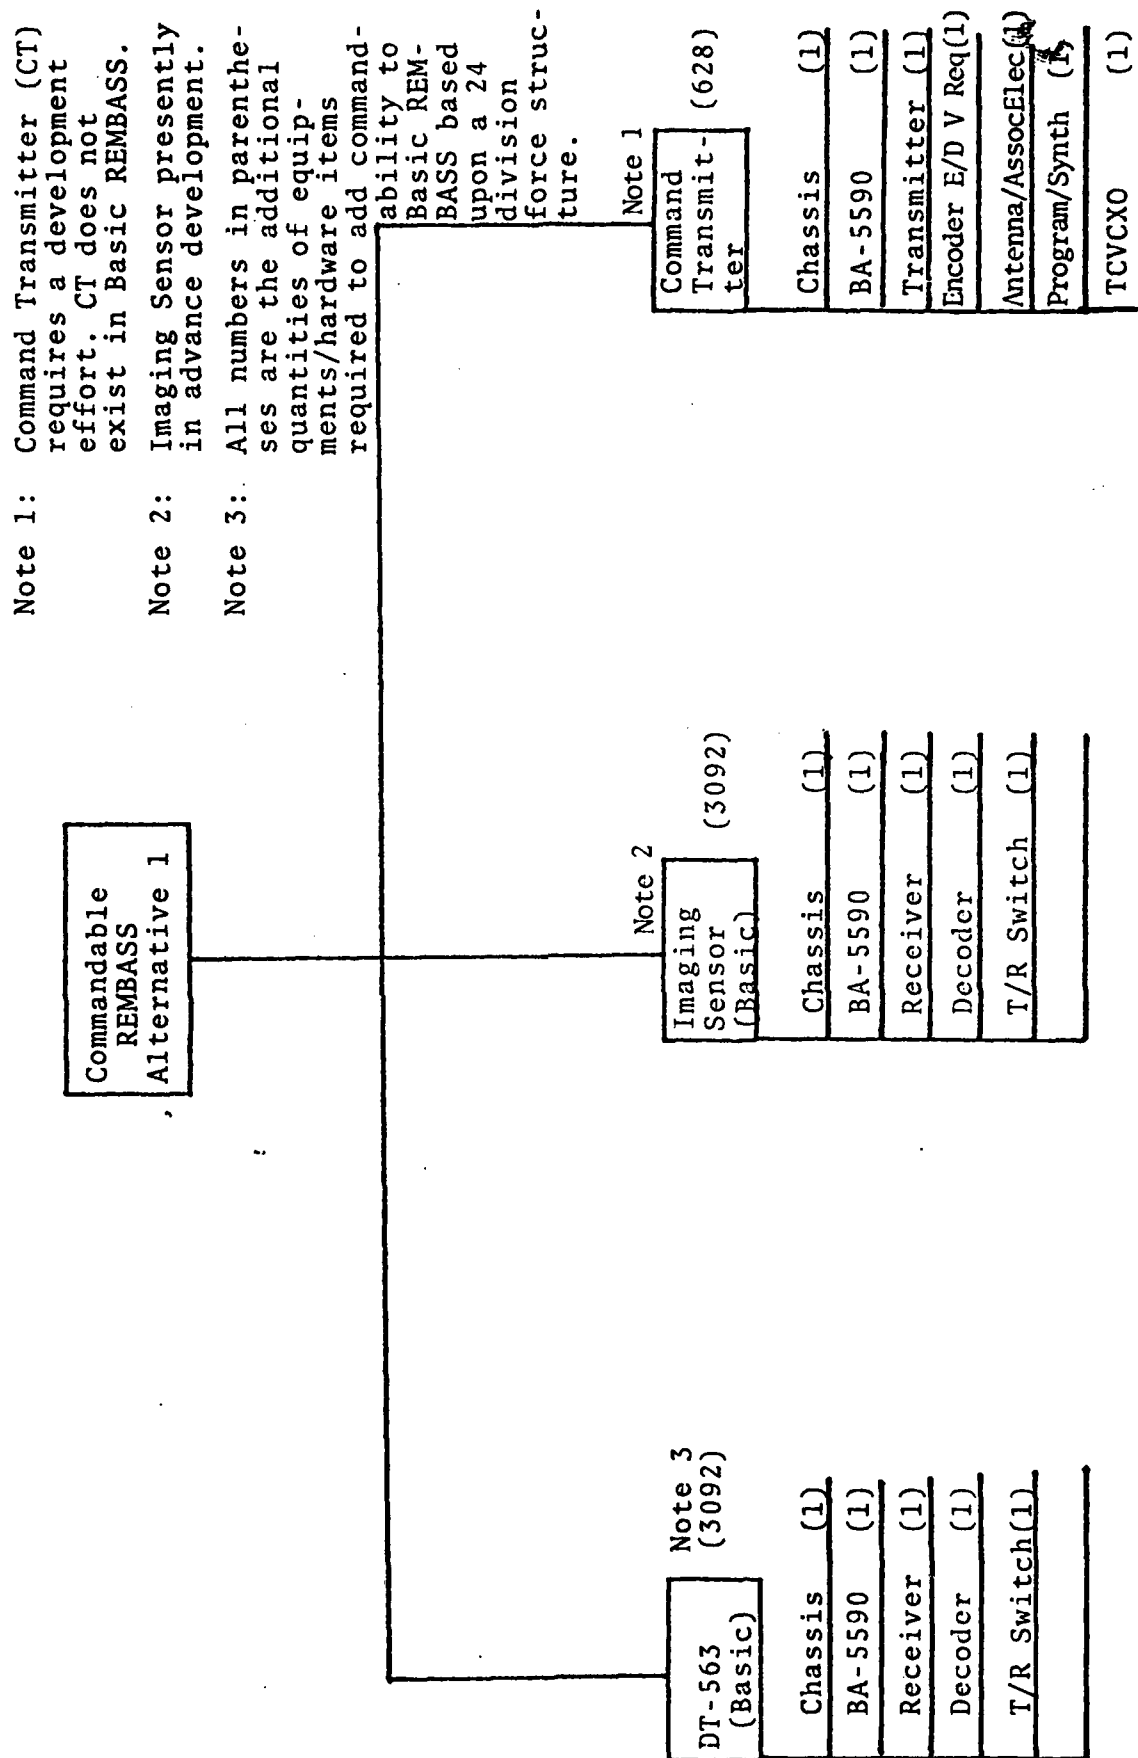 Note 1: Command Transmitter (CT)
requires a development
effort. CT does not
exist in Basic REMBASS.
Note 2: Imaging Sensor presently
in advance development.
Note 3: All numbers in parenthe-
ses are the additional
quantities of equip-
ments/hardware items
required to add command-
ability to
Basic REM-
BASS based
upon a 24
division
force struc-
ture.
Commandable
REMBASS
Alternative 1
Note 3
DT-563
(Basic)
(3092)
Chassis (1)
BA-5590 (1)
Receiver (1)
Decoder (1)
T/R Switch(1)
Note 2
Imaging
Sensor
(Basic)
(3092)
Chassis (1)
BA-5590 (1)
Receiver (1)
Decoder (1)
T/R Switch (1)
Note 1
Command
Transmit-
ter
(628)
Chassis (1)
BA-5590 (1)
Transmitter (1)
Encoder E/D V Req(1)
Antenna/AssocElec(1)
Program/Synth (1)
TCVCXO (1)